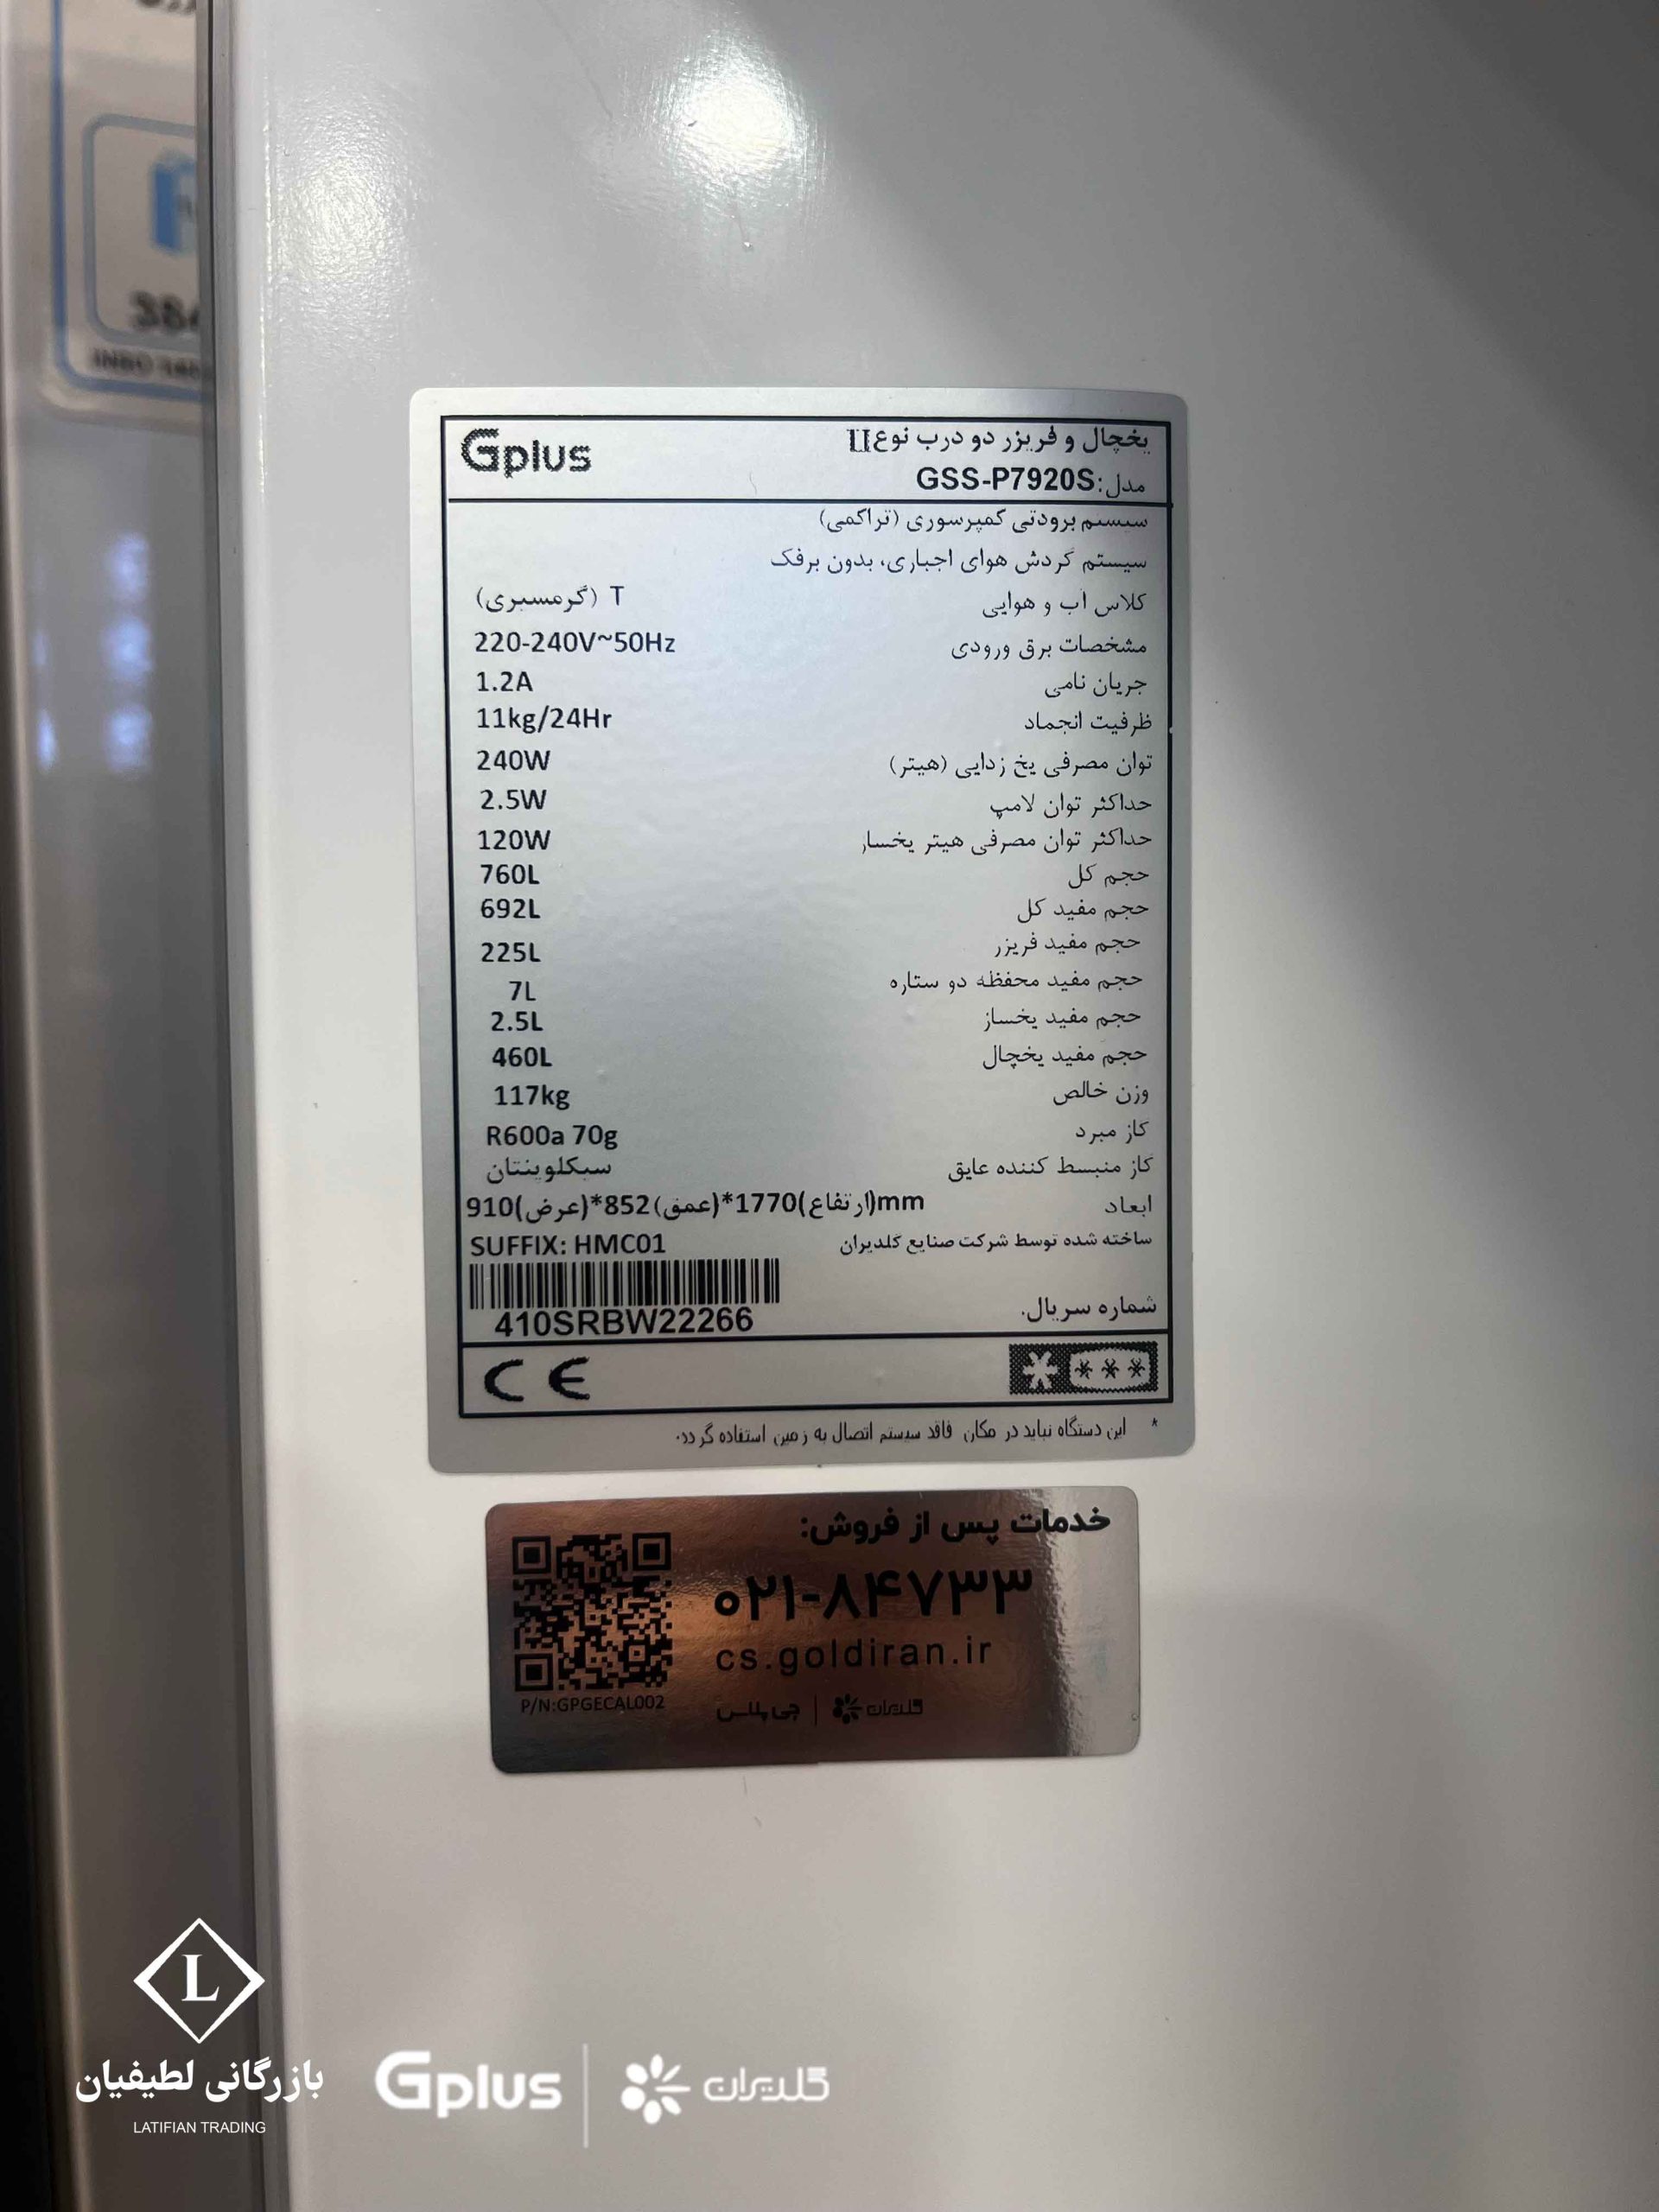 Gplus
یخچال و فریزر دو درب نوع II
مدل: GSS-P7920S
سیستم برودتی کمپرسوری (تراکمی)
سیستم گردش هوای اجباری، بدون برفک
کلاس آب و هوایی T (گرمسیری)
مشخصات برق ورودی 220-240V~50Hz
جریان نامی 1.2A
ظرفیت انجماد 11kg/24Hr
توان مصرفی یخ زدایی (هیتر) 240W
حداکثر توان لامپ 2.5W
حداکثر توان مصرفی هیتر یخساز 120W
حجم کل 760L
حجم مفید کل 692L
حجم مفید فریزر 225L
حجم مفید محفظه دو ستاره 7L
حجم مفید یخساز 2.5L
حجم مفید یخچال 460L
وزن خالص 117kg
گاز مبرد R600a 70g
گاز منبسط کننده عایق سیکلوپنتان
ابعاد 910(عرض)*852(عمق)*1770(ارتفاع)mm
ساخته شده توسط شرکت صنایع گلدیران SUFFIX: HMC01
شماره سریال: 410SRBW22266
CE
* این دستگاه نباید در مکان فاقد سیستم اتصال به زمین استفاده گردد.
خدمات پس از فروش:
۰۲۱-۸۴۷۳۳
cs.goldiran.ir
گلدیران | جی پلاس
P/N:GPGECAL002
L
بازرگانی لطیفیان
LATIFIAN TRADING
Gplus | گلدیران